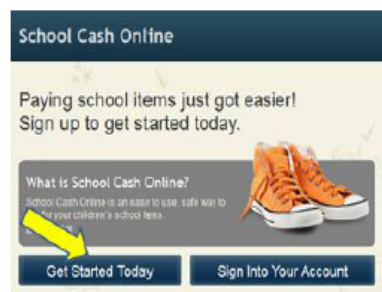 School Cash Online
Paying school items just got easier!
Sign up to get started today.
What is School Cash Online?
School Cash Online is an easy to use, safe way to
for your children's school fees.
Get Started Today
Sign Into Your Account